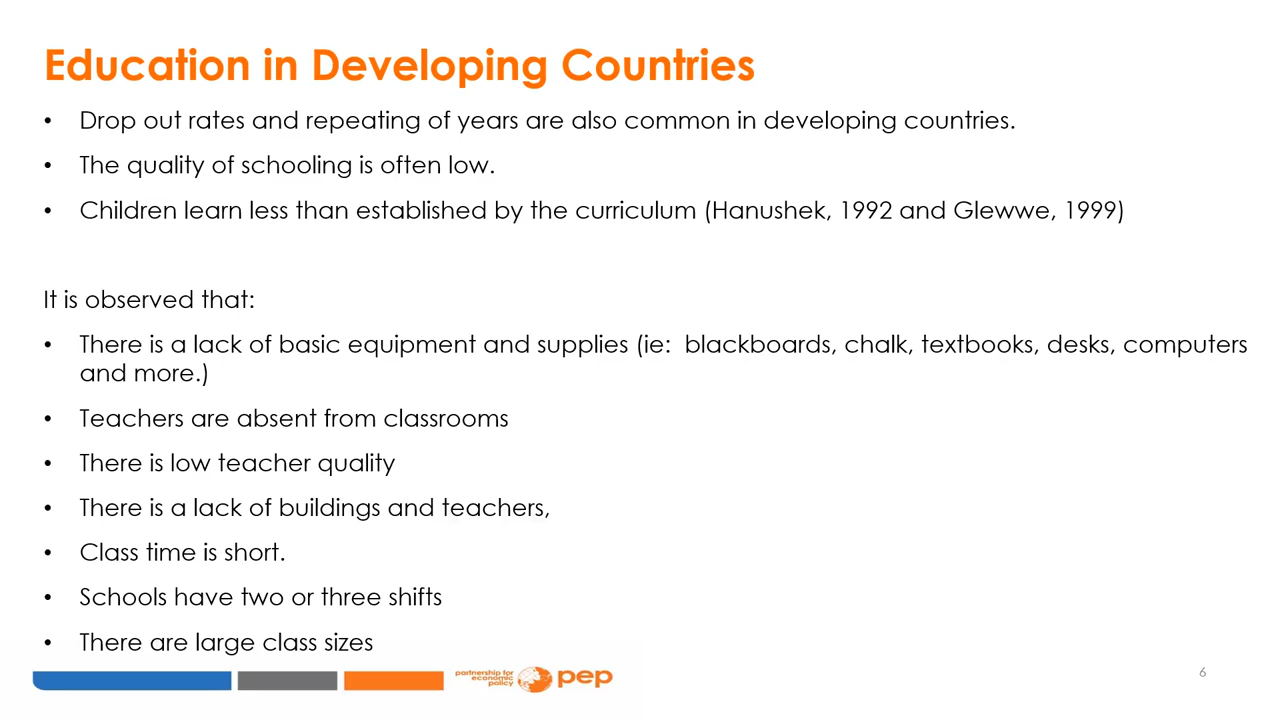 Education in Developing Countries
• Drop out rates and repeating of years are also common in developing countries.
• The quality of schooling is often low.
• Children learn less than established by the curriculum (Hanushek, 1992 and Glewwe, 1999)
It is observed that:
• There is a lack of basic equipment and supplies (ie:  blackboards, chalk, textbooks, desks, computers
and more.)
• Teachers are absent from classrooms
• There is low teacher quality
• There is a lack of buildings and teachers,
• Class time is short.
• Schools have two or three shifts
• There are large class sizes
partnership for
economic
policy
pep
6